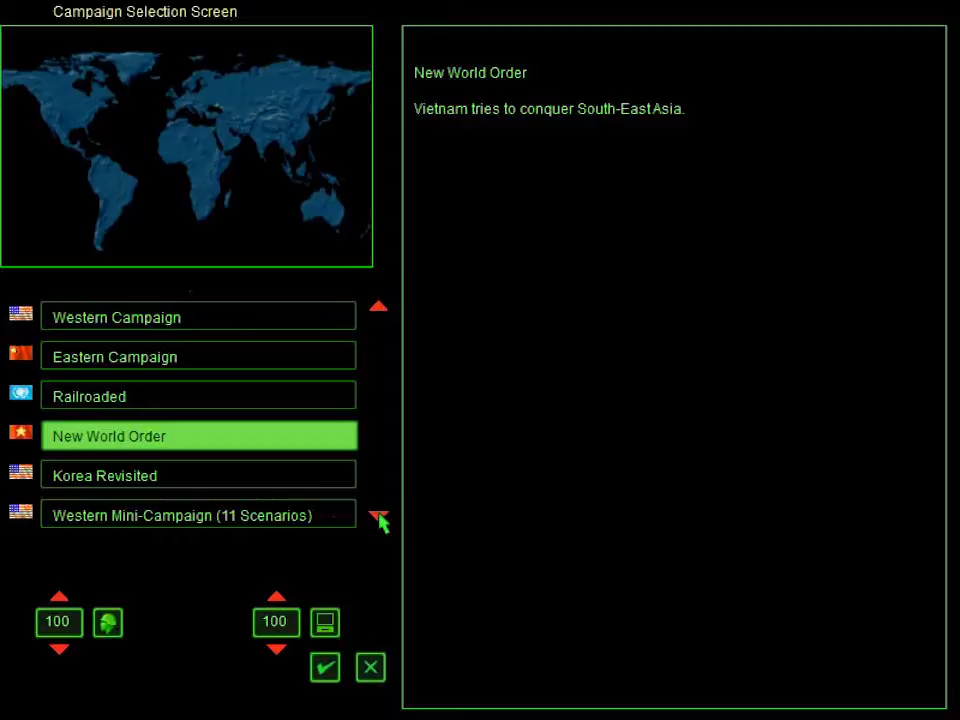 Campaign Selection Screen
New World Order
Vietnam tries to conquer South-East Asia.
Western Campaign
Eastern Campaign
Railroaded
New World Order
Korea Revisited
Western Mini-Campaign (11 Scenarios)
100
100